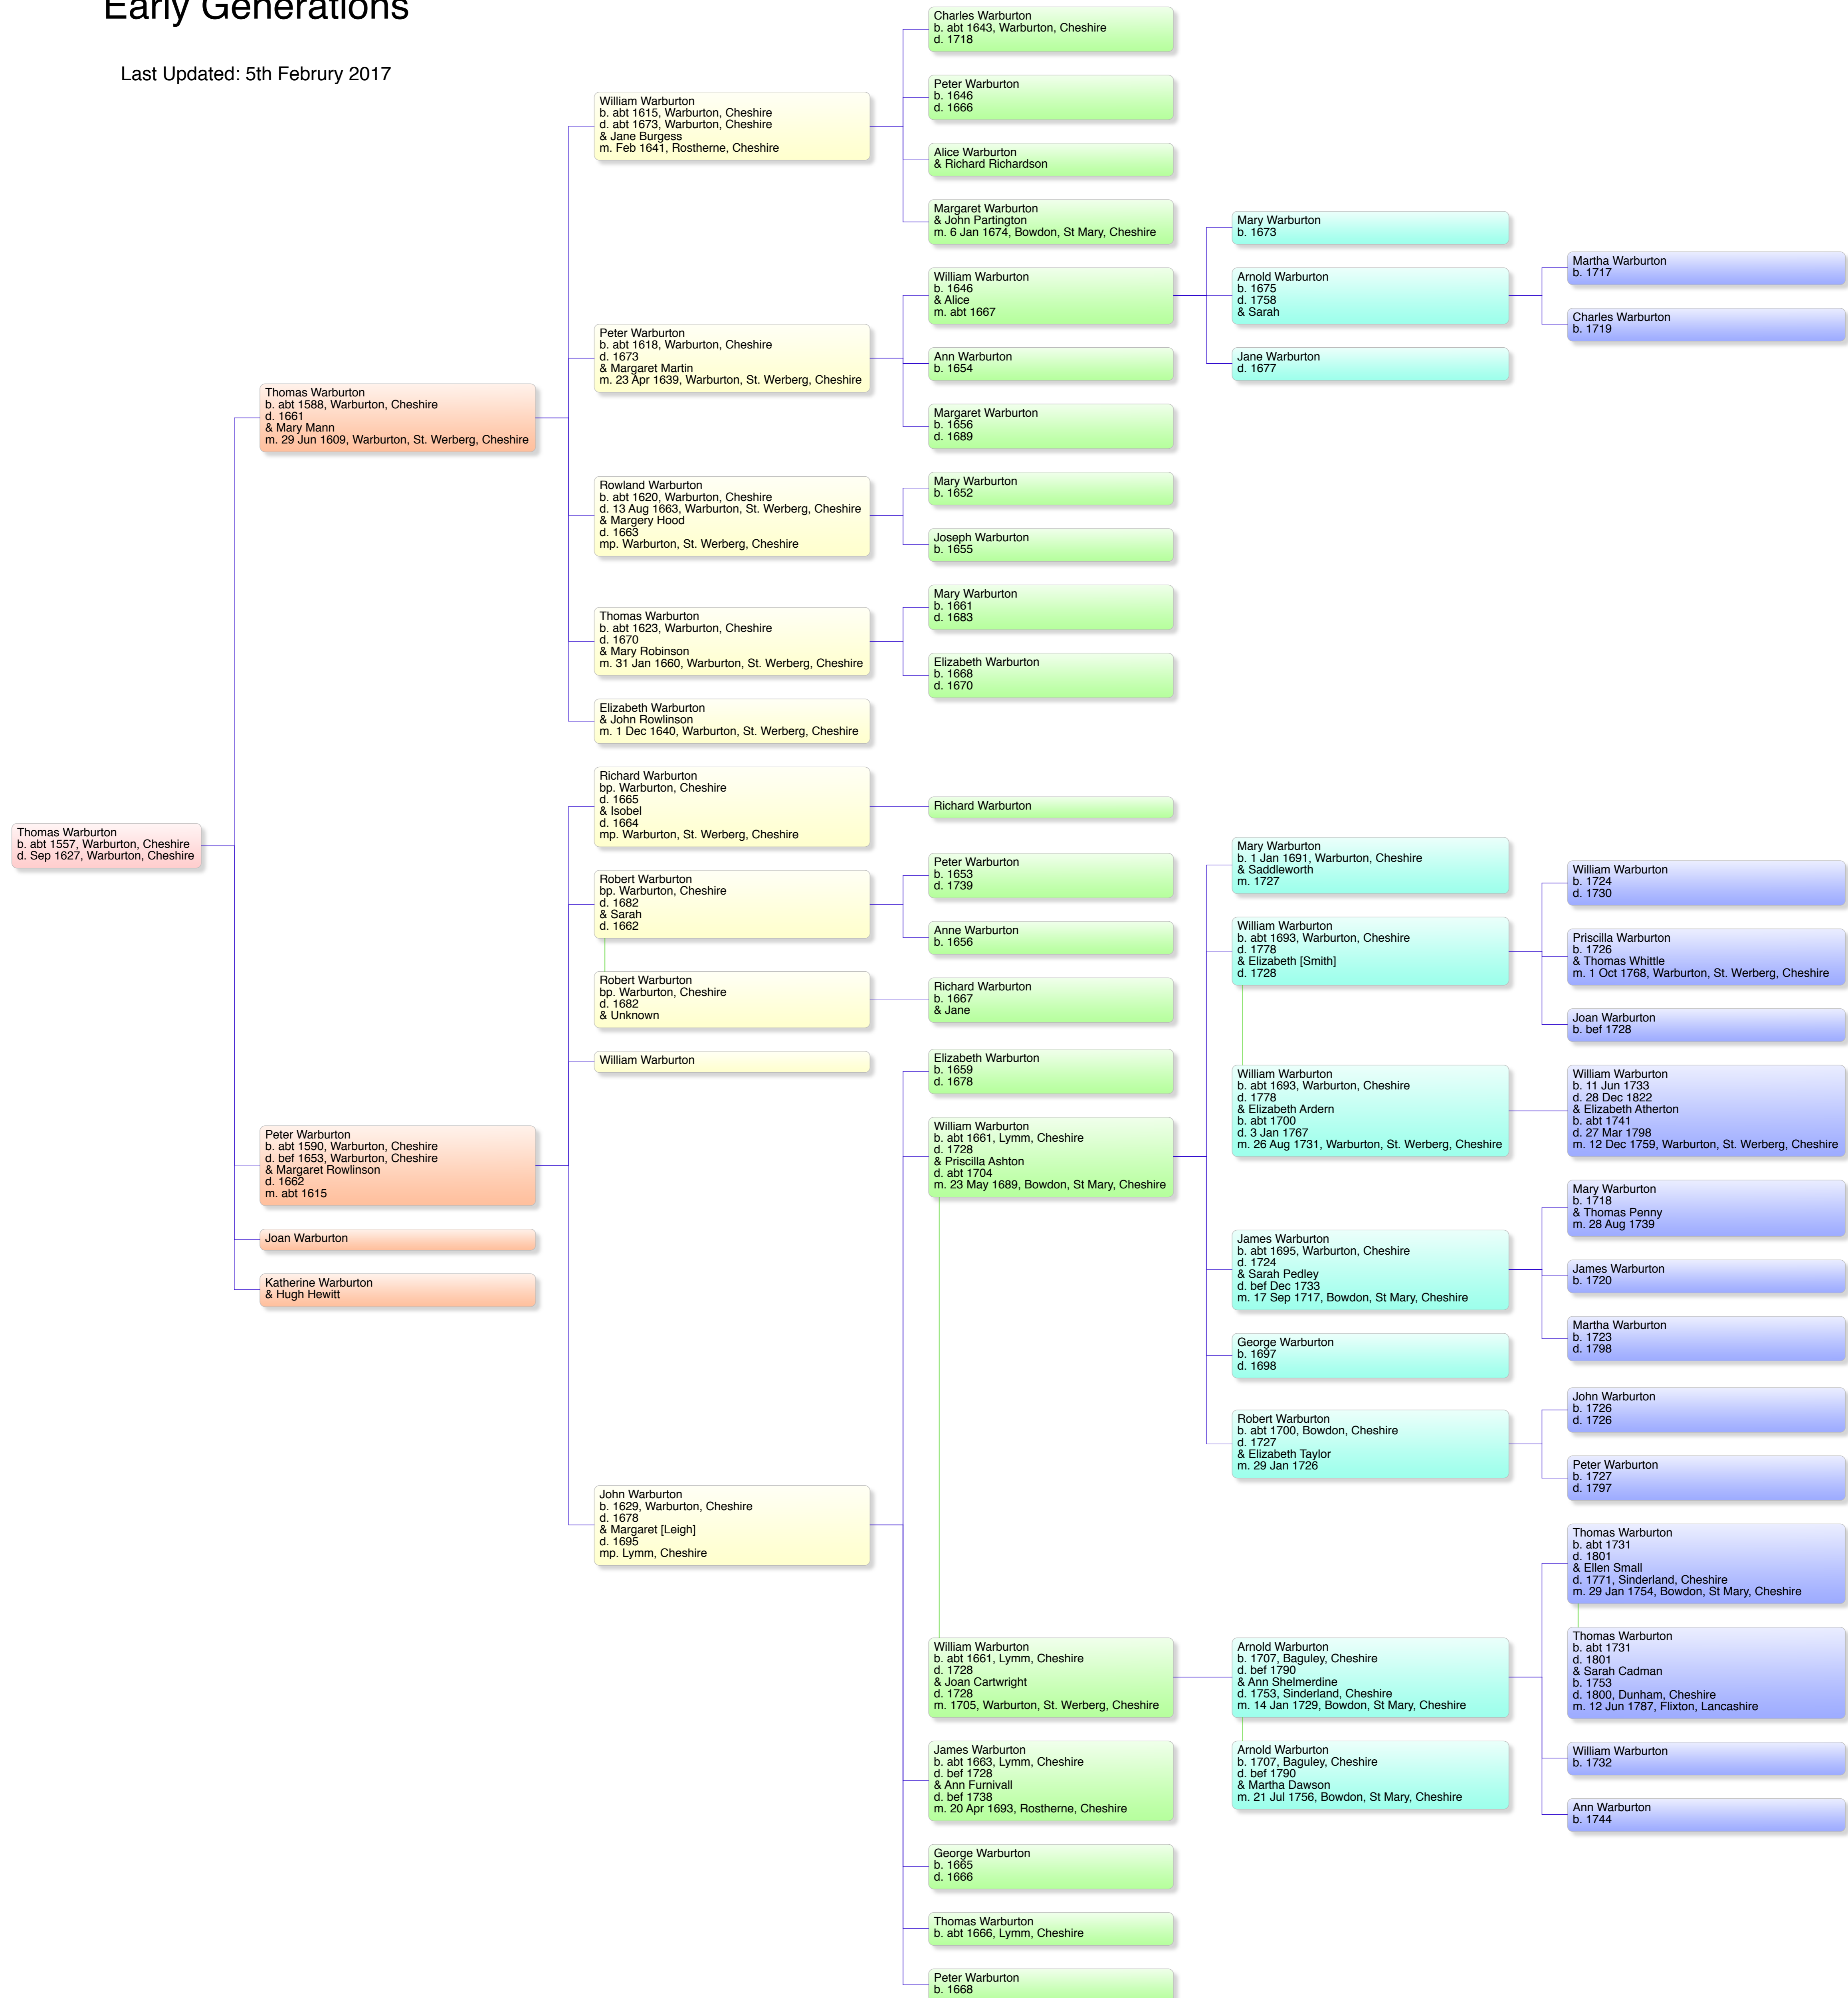 Early Generations
Last Updated: 5th Februry 2017
Thomas Warburton
b. abt 1557, Warburton, Cheshire
d. Sep 1627, Warburton, Cheshire
Thomas Warburton
b. abt 1588, Warburton, Cheshire
d. 1661
& Mary Mann
m. 29 Jun 1609, Warburton, St. Werberg, Cheshire
Peter Warburton
b. abt 1590, Warburton, Cheshire
d. bef 1653, Warburton, Cheshire
& Margaret Rowlinson
d. 1662
m. abt 1615
Joan Warburton
Katherine Warburton
& Hugh Hewitt
William Warburton
b. abt 1615, Warburton, Cheshire
d. abt 1673, Warburton, Cheshire
& Jane Burgess
m. Feb 1641, Rostherne, Cheshire
Peter Warburton
b. abt 1618, Warburton, Cheshire
d. 1673
& Margaret Martin
m. 23 Apr 1639, Warburton, St. Werberg, Cheshire
Rowland Warburton
b. abt 1620, Warburton, Cheshire
d. 13 Aug 1663, Warburton, St. Werberg, Cheshire
& Margery Hood
d. 1663
mp. Warburton, St. Werberg, Cheshire
Thomas Warburton
b. abt 1623, Warburton, Cheshire
d. 1670
& Mary Robinson
m. 31 Jan 1660, Warburton, St. Werberg, Cheshire
Elizabeth Warburton
& John Rowlinson
m. 1 Dec 1640, Warburton, St. Werberg, Cheshire
Richard Warburton
bp. Warburton, Cheshire
d. 1665
& Isobel
d. 1664
mp. Warburton, St. Werberg, Cheshire
Robert Warburton
bp. Warburton, Cheshire
d. 1682
& Sarah
d. 1662
Robert Warburton
bp. Warburton, Cheshire
d. 1682
& Unknown
William Warburton
John Warburton
b. 1629, Warburton, Cheshire
d. 1678
& Margaret [Leigh]
d. 1695
mp. Lymm, Cheshire
Charles Warburton
b. abt 1643, Warburton, Cheshire
d. 1718
Peter Warburton
b. 1646
d. 1666
Alice Warburton
& Richard Richardson
Margaret Warburton
& John Partington
m. 6 Jan 1674, Bowdon, St Mary, Cheshire
William Warburton
b. 1646
& Alice
m. abt 1667
Ann Warburton
b. 1654
Margaret Warburton
b. 1656
d. 1689
Mary Warburton
b. 1652
Joseph Warburton
b. 1655
Mary Warburton
b. 1661
d. 1683
Elizabeth Warburton
b. 1668
d. 1670
Richard Warburton
Peter Warburton
b. 1653
d. 1739
Anne Warburton
b. 1656
Richard Warburton
b. 1667
& Jane
Elizabeth Warburton
b. 1659
d. 1678
William Warburton
b. abt 1661, Lymm, Cheshire
d. 1728
& Priscilla Ashton
d. abt 1704
m. 23 May 1689, Bowdon, St Mary, Cheshire
William Warburton
b. abt 1661, Lymm, Cheshire
d. 1728
& Joan Cartwright
d. 1728
m. 1705, Warburton, St. Werberg, Cheshire
James Warburton
b. abt 1663, Lymm, Cheshire
d. bef 1728
& Ann Furnivall
d. bef 1738
m. 20 Apr 1693, Rostherne, Cheshire
George Warburton
b. 1665
d. 1666
Thomas Warburton
b. abt 1666, Lymm, Cheshire
Peter Warburton
b. 1668
Mary Warburton
b. 1673
Arnold Warburton
b. 1675
d. 1758
& Sarah
Jane Warburton
d. 1677
Mary Warburton
b. 1 Jan 1691, Warburton, Cheshire
& Saddleworth
m. 1727
William Warburton
b. abt 1693, Warburton, Cheshire
d. 1778
& Elizabeth [Smith]
d. 1728
William Warburton
b. abt 1693, Warburton, Cheshire
d. 1778
& Elizabeth Ardern
b. abt 1700
d. 3 Jan 1767
m. 26 Aug 1731, Warburton, St. Werberg, Cheshire
James Warburton
b. abt 1695, Warburton, Cheshire
d. 1724
& Sarah Pedley
d. bef Dec 1733
m. 17 Sep 1717, Bowdon, St Mary, Cheshire
George Warburton
b. 1697
d. 1698
Robert Warburton
b. abt 1700, Bowdon, Cheshire
d. 1727
& Elizabeth Taylor
m. 29 Jan 1726
Arnold Warburton
b. 1707, Baguley, Cheshire
d. bef 1790
& Ann Shelmerdine
d. 1753, Sinderland, Cheshire
m. 14 Jan 1729, Bowdon, St Mary, Cheshire
Arnold Warburton
b. 1707, Baguley, Cheshire
d. bef 1790
& Martha Dawson
m. 21 Jul 1756, Bowdon, St Mary, Cheshire
Martha Warburton
b. 1717
Charles Warburton
b. 1719
William Warburton
b. 1724
d. 1730
Priscilla Warburton
b. 1726
& Thomas Whittle
m. 1 Oct 1768, Warburton, St. Werberg, Cheshire
Joan Warburton
b. bef 1728
William Warburton
b. 11 Jun 1733
d. 28 Dec 1822
& Elizabeth Atherton
b. abt 1741
d. 27 Mar 1798
m. 12 Dec 1759, Warburton, St. Werberg, Cheshire
Mary Warburton
b. 1718
& Thomas Penny
m. 28 Aug 1739
James Warburton
b. 1720
Martha Warburton
b. 1723
d. 1798
John Warburton
b. 1726
d. 1726
Peter Warburton
b. 1727
d. 1797
Thomas Warburton
b. abt 1731
d. 1801
& Ellen Small
d. 1771, Sinderland, Cheshire
m. 29 Jan 1754, Bowdon, St Mary, Cheshire
Thomas Warburton
b. abt 1731
d. 1801
& Sarah Cadman
b. 1753
d. 1800, Dunham, Cheshire
m. 12 Jun 1787, Flixton, Lancashire
William Warburton
b. 1732
Ann Warburton
b. 1744